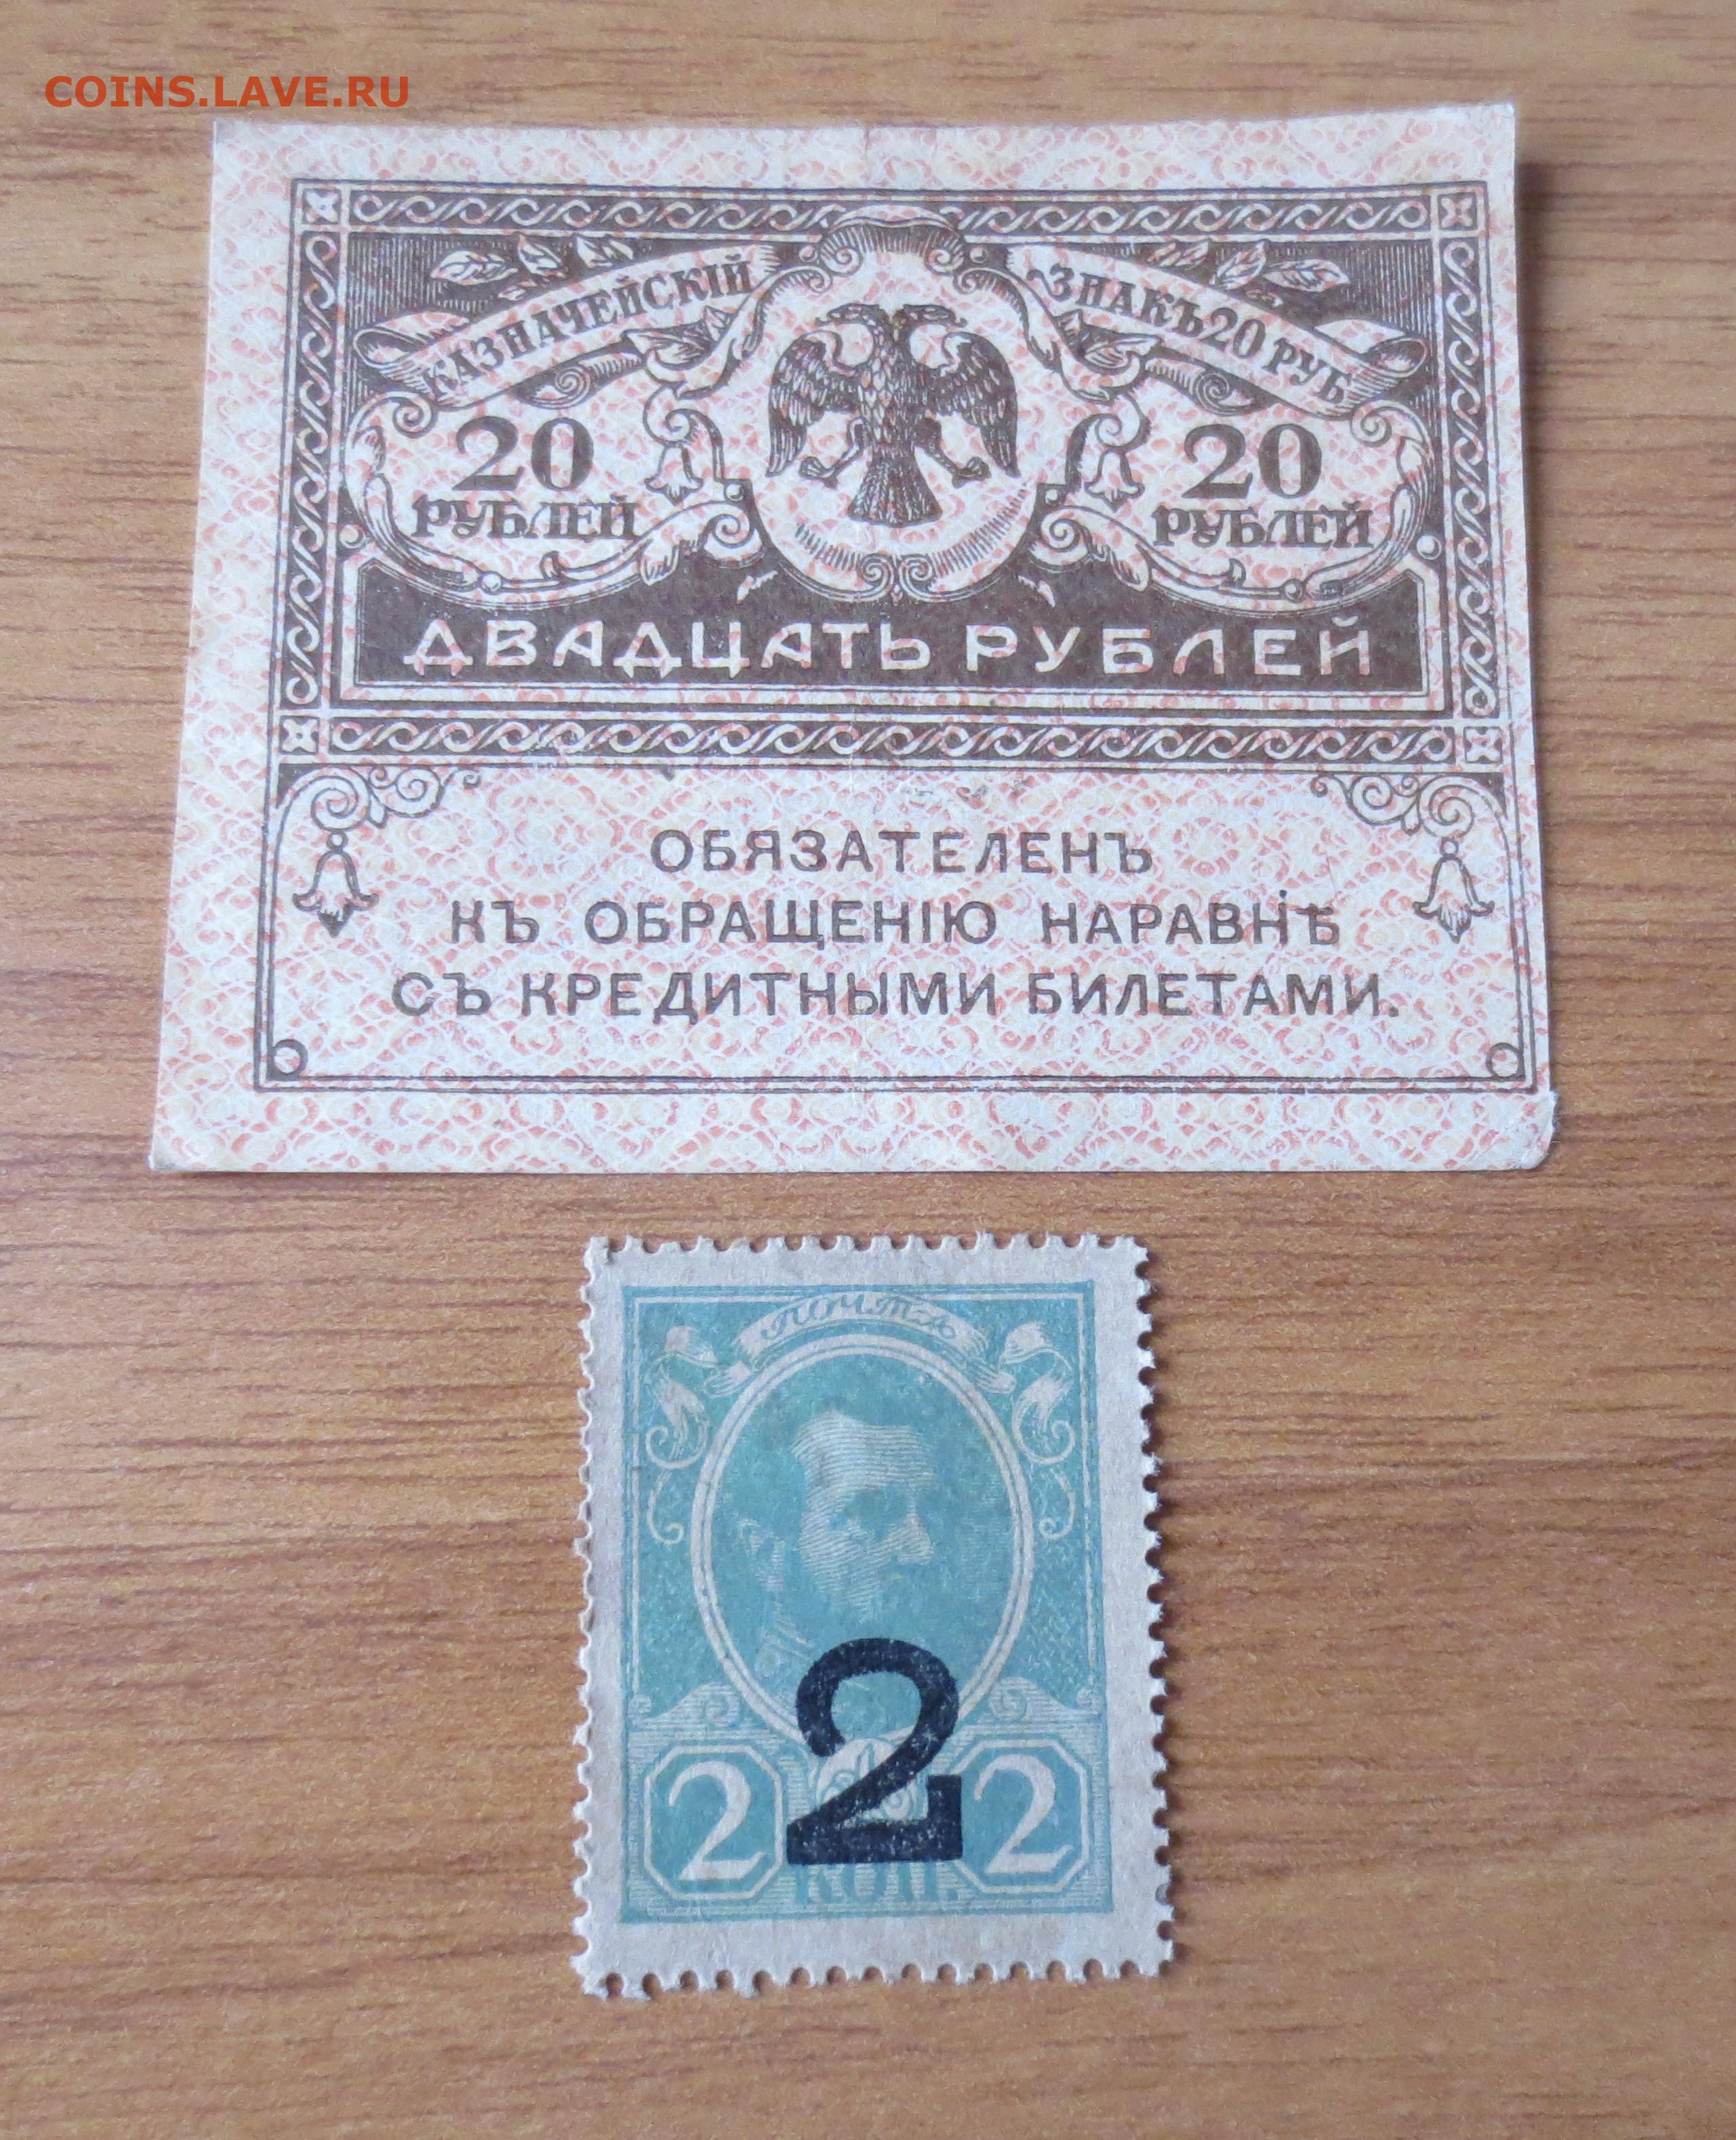 COINS.LAVE.RU
КАЗНАЧЕЙСКІЙ ЗНАКЪ 20 РУБ
20 20
РУБЛЕЙ РУБЛЕЙ
ДВАДЦАТЬ РУБЛЕЙ
ОБЯЗАТЕЛЕНЪ
КЪ ОБРАЩЕНІЮ НАРАВНѢ
СЪ КРЕДИТНЫМИ БИЛЕТАМИ.
ПОЧТА
2
2 2
КОП.